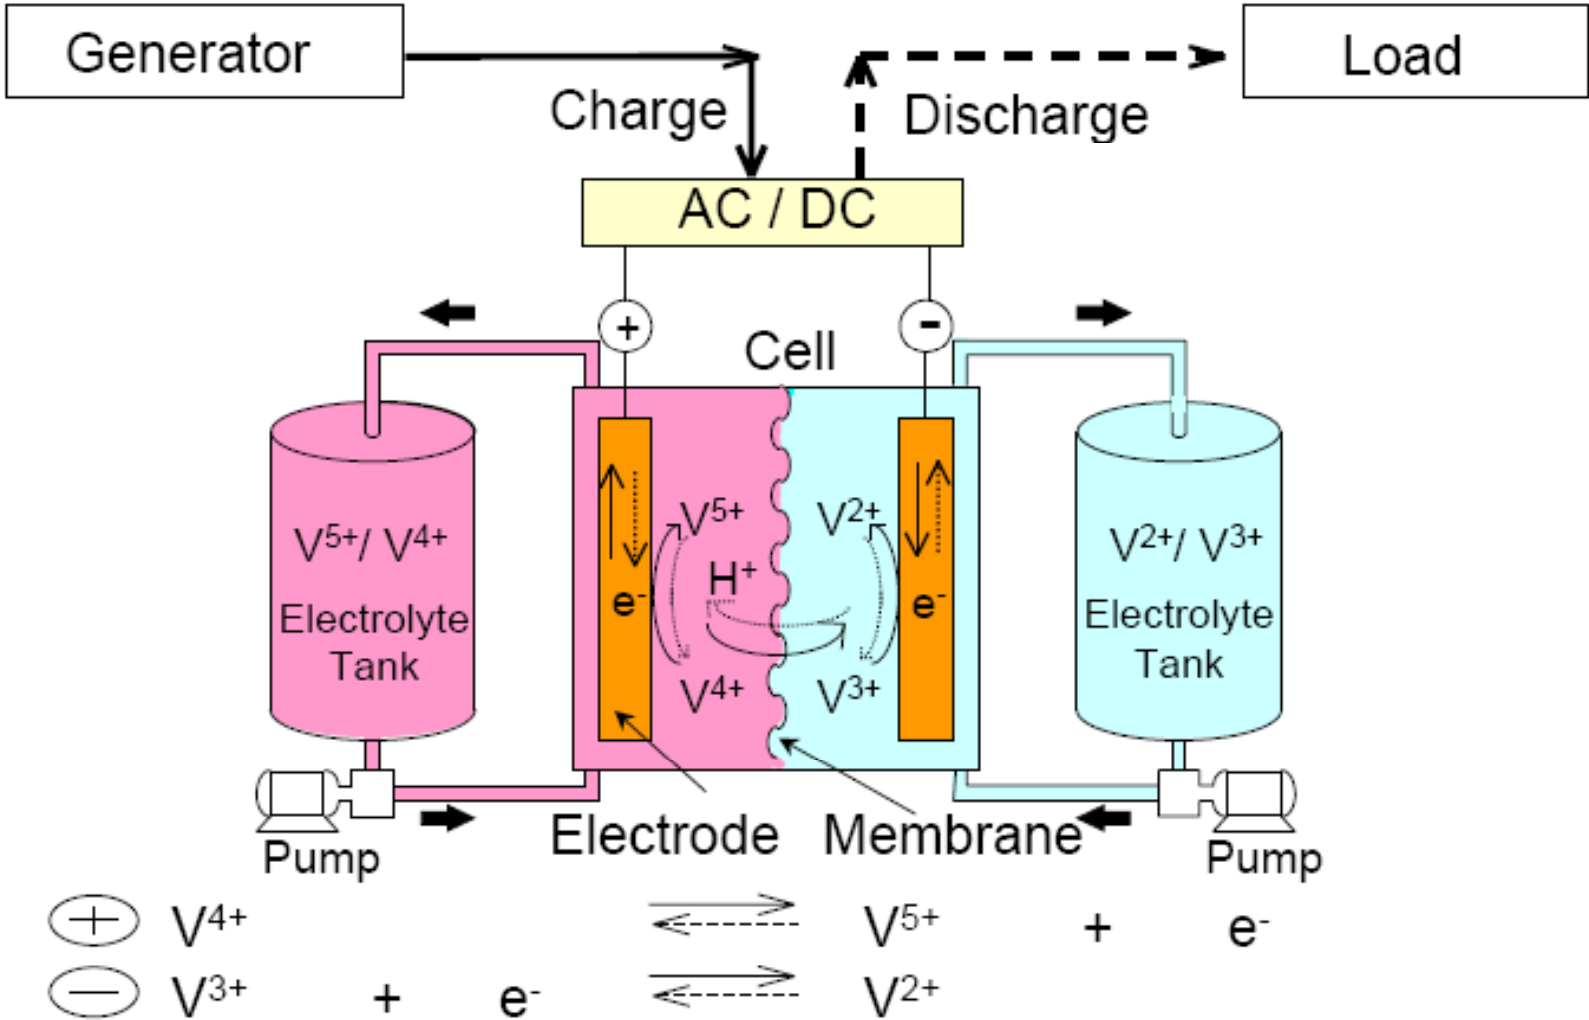 Generator
Load
Charge
Discharge
AC / DC
+
-
Cell
V⁵⁺/ V⁴⁺
Electrolyte
Tank
e⁻
V⁵⁺
H⁺
V⁴⁺
V²⁺
V³⁺
e⁻
V²⁺/ V³⁺
Electrolyte
Tank
Pump
Electrode
Membrane
Pump
+ V⁴⁺ V⁵⁺ + e⁻
− V³⁺ + e⁻ V²⁺